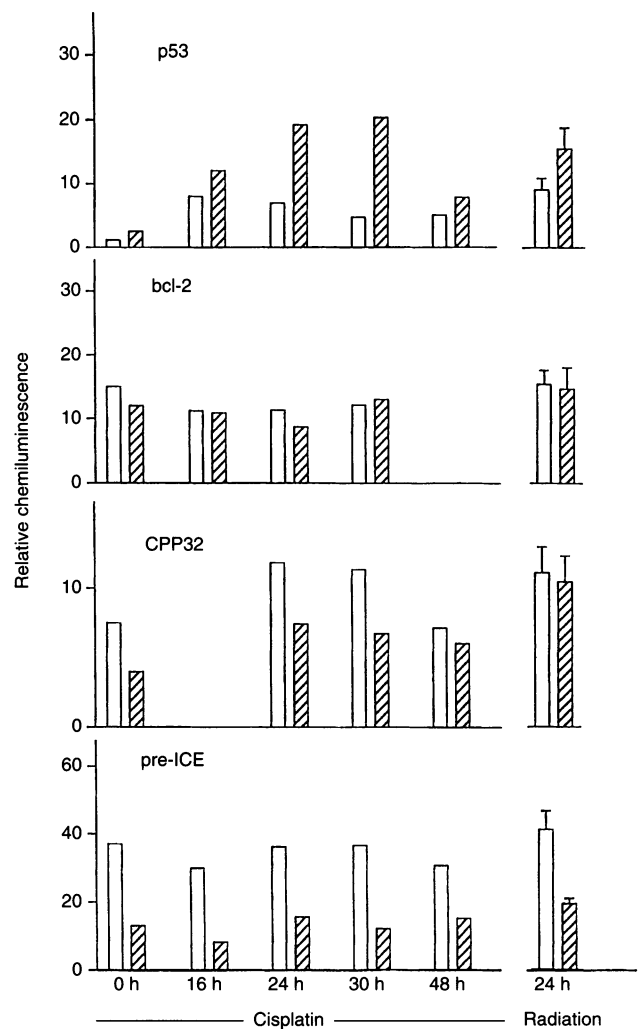 p53
30
20
10
0
bcl-2
30
20
10
0
Relative chemiluminescence
CPP32
10
0
pre-ICE
60
40
20
0
0 h 16 h 24 h 30 h 48 h 24 h
Cisplatin Radiation